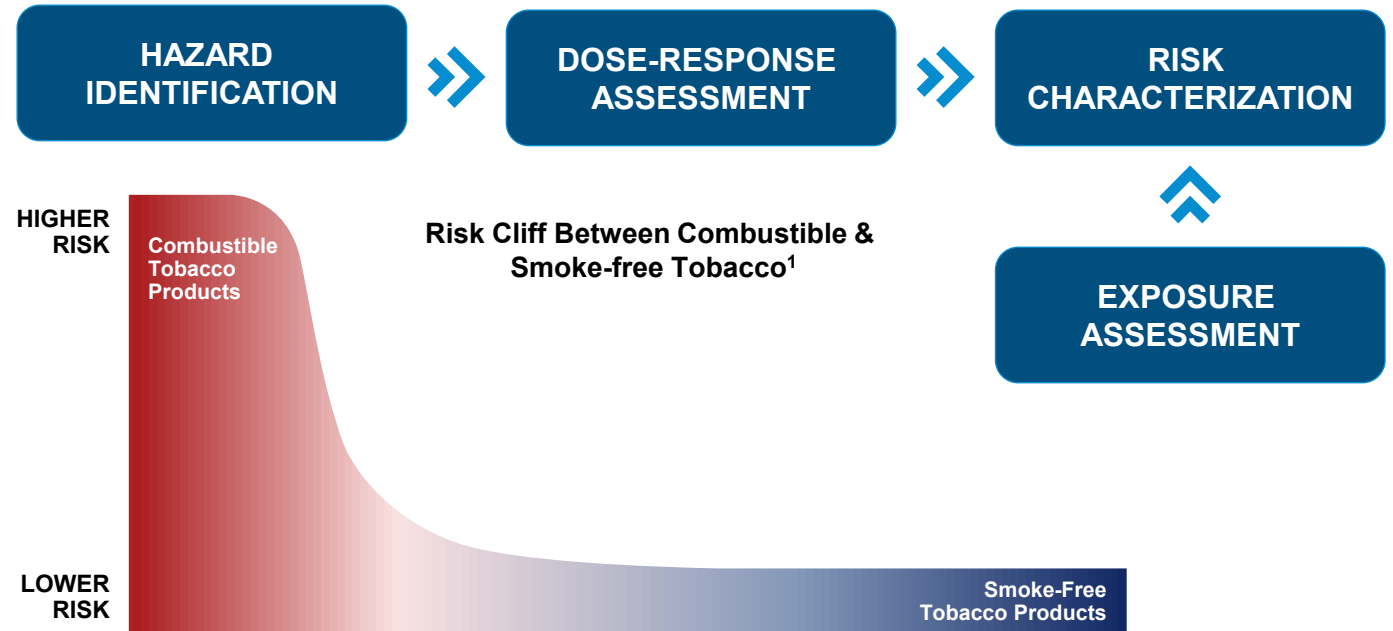 HAZARD
IDENTIFICATION
DOSE-RESPONSE
ASSESSMENT
RISK
CHARACTERIZATION
HIGHER
RISK
Combustible
Tobacco
Products
Risk Cliff Between Combustible &
Smoke-free Tobacco¹
EXPOSURE
ASSESSMENT
LOWER
RISK
Smoke-Free
Tobacco Products